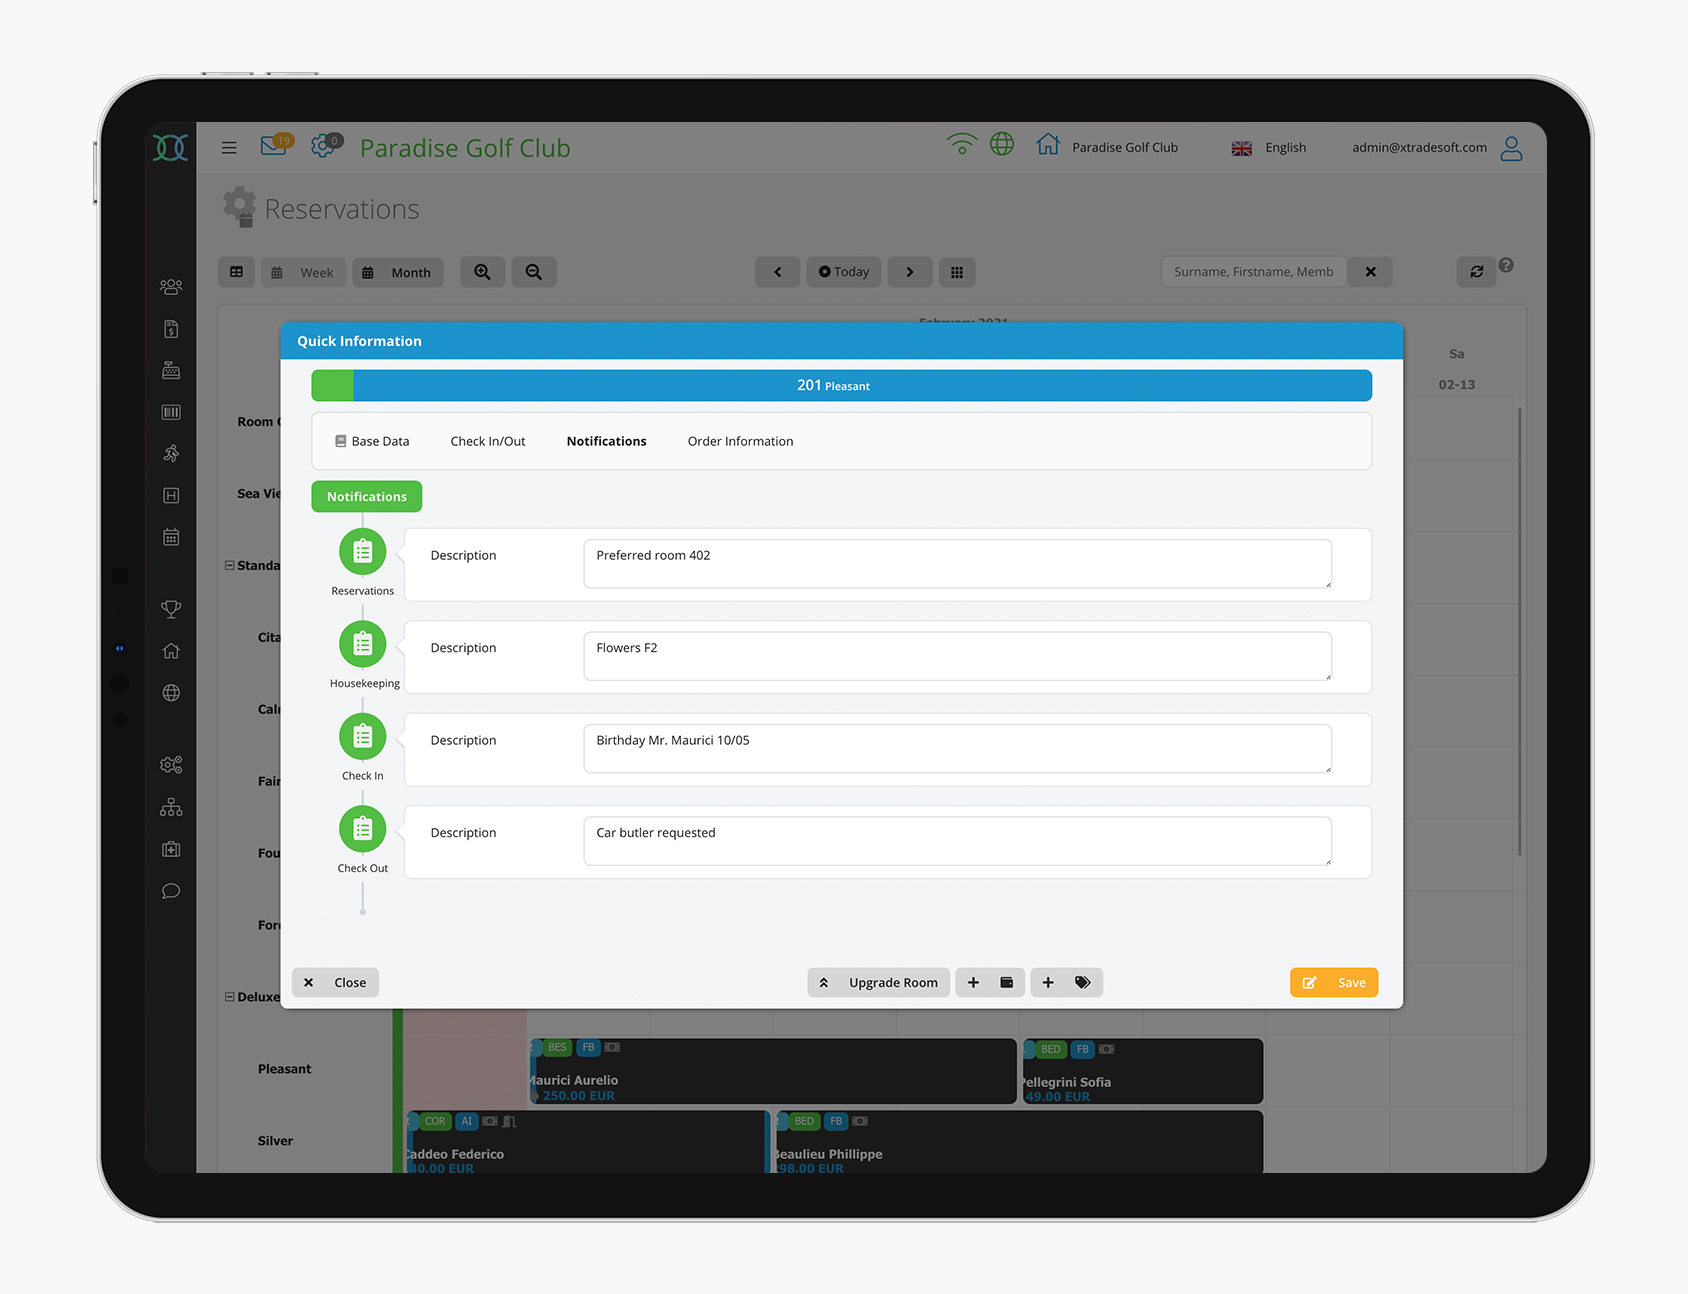 19
0
Paradise Golf Club
Paradise Golf Club
English
admin@xtradesoft.com
Reservations
Week
Month
Today
Surname, Firstname, Memb
February 2021
Sa
02-13
Quick Information
201 Pleasant
Base Data
Check In/Out
Notifications
Order Information
Notifications
Reservations
Description
Preferred room 402
Housekeeping
Description
Flowers F2
Check In
Description
Birthday Mr. Maurici 10/05
Check Out
Description
Car butler requested
Close
Upgrade Room
Save
Room
Sea Vie
Standa
Cita
Fair
Fou
Deluxe
Pleasant
BES
FB
Maurici Aurelio
250.00 EUR
BED
FB
Pellegrini Sofia
49.00 EUR
Silver
COR
AI
Caddeo Federico
40.00 EUR
BED
FB
Beaulieu Phillippe
98.00 EUR